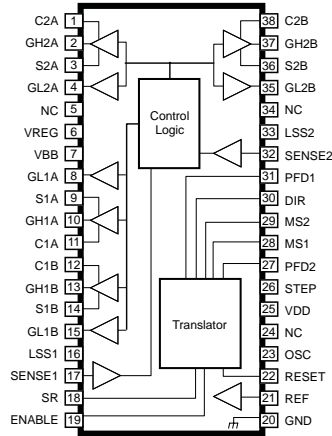 C2A 1
GH2A 2
S2A 3
GL2A 4
NC 5
VREG 6
VBB 7
GL1A 8
S1A 9
GH1A 10
C1A 11
C1B 12
GH1B 13
S1B 14
GL1B 15
LSS1 16
SENSE1 17
SR 18
ENABLE 19
Control
Logic
Translator
38 C2B
37 GH2B
36 S2B
35 GL2B
34 NC
33 LSS2
32 SENSE2
31 PFD1
30 DIR
29 MS2
28 MS1
27 PFD2
26 STEP
25 VDD
24 NC
23 OSC
22 RESET
21 REF
20 GND